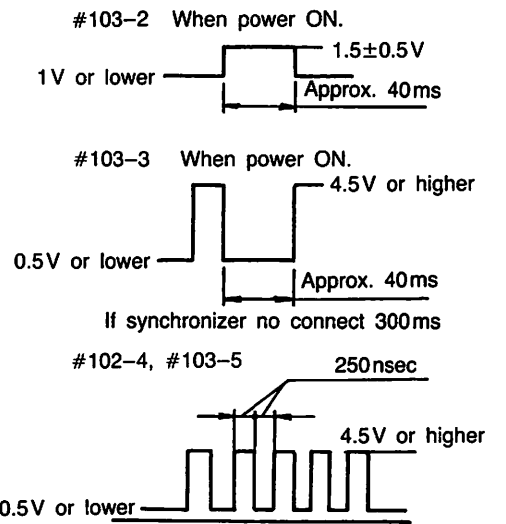 #103-2 When power ON.
1.5±0.5V
1V or lower
Approx. 40ms
#103-3 When power ON.
4.5V or higher
0.5V or lower
Approx. 40ms
If synchronizer no connect 300ms
#102-4, #103-5
250nsec
4.5V or higher
0.5V or lower